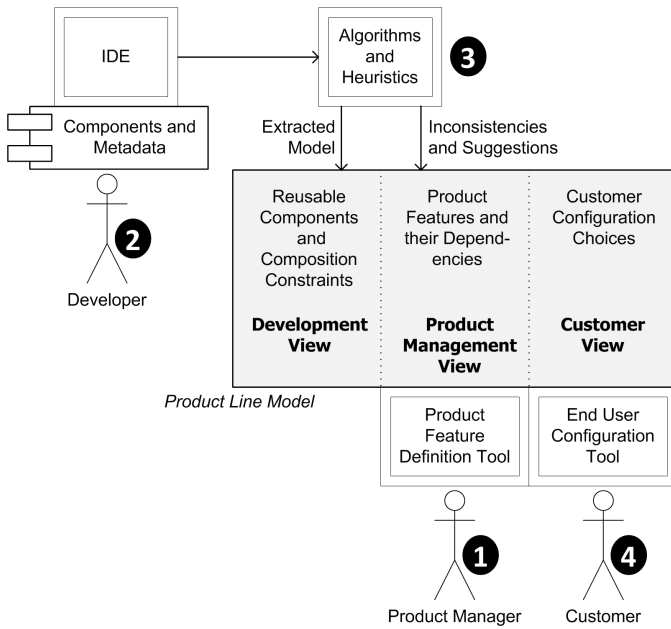 IDE
Algorithms
and
Heuristics
3
Components and
Metadata
Extracted
Model
Inconsistencies
and Suggestions
2
Developer
Reusable
Components
and
Composition
Constraints
Development
View
Product
Features and
their Depend-
encies
Product
Management
View
Customer
Configuration
Choices
Customer
View
Product Line Model
Product
Feature
Definition Tool
End User
Configuration
Tool
1
4
Product Manager
Customer